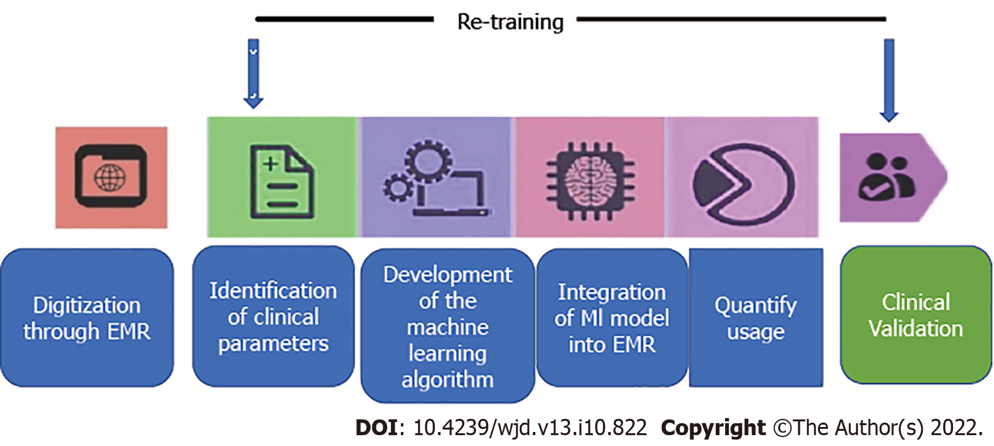 Re-training
Digitization
through EMR
Identification
of clinical
parameters
Development
of the
machine
learning
algorithm
Integration
of Ml model
into EMR
Quantify
usage
Clinical
Validation
DOI: 10.4239/wjd.v13.i10.822 Copyright ©The Author(s) 2022.